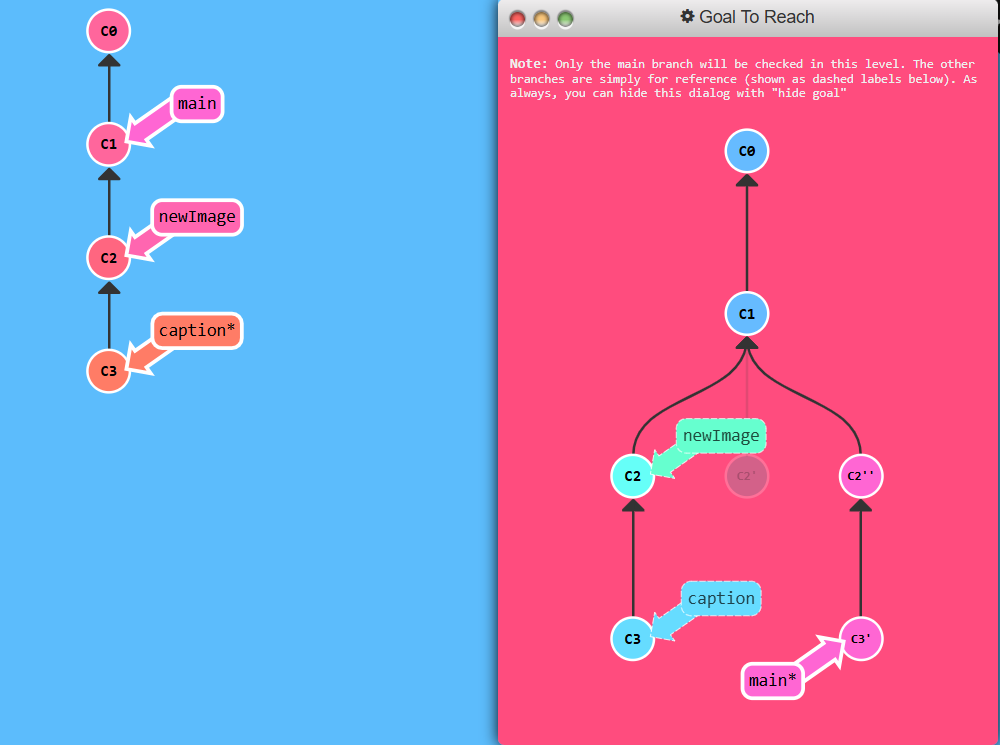 C0
main
C1
newImage
C2
caption*
C3
Goal To Reach
Note: Only the main branch will be checked in this level. The other
branches are simply for reference (shown as dashed labels below). As
always, you can hide this dialog with "hide goal"
C0
C1
newImage
C2
C2'
C2''
caption
C3
C3'
main*